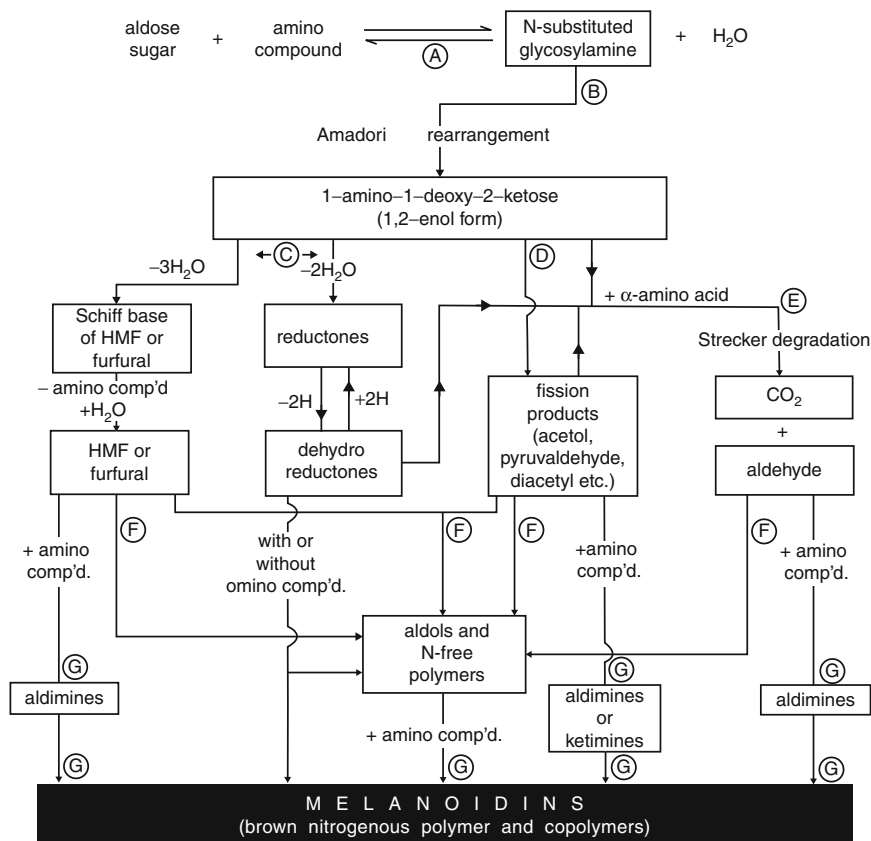 aldose
sugar
+
amino
compound
A
N-substituted
glycosylamine
+ H₂O
B
Amadori rearrangement
1–amino–1–deoxy–2–ketose
(1,2–enol form)
C
D
–3H₂O
–2H₂O
+ α-amino acid
E
Schiff base
of HMF or
furfural
reductones
Strecker degradation
– amino comp'd
+H₂O
–2H
+2H
fission
products
(acetol,
pyruvaldehyde,
diacetyl etc.)
CO₂
+
HMF or
furfural
dehydro
reductones
aldehyde
F
F
F
F
+ amino
comp'd.
with or
without
omino comp'd.
+amino
comp'd.
+ amino
comp'd.
aldols and
N-free
polymers
G
G
G
aldimines
aldimines
or
ketimines
aldimines
+ amino comp'd.
G
G
G
G
MELANOIDINS
(brown nitrogenous polymer and copolymers)